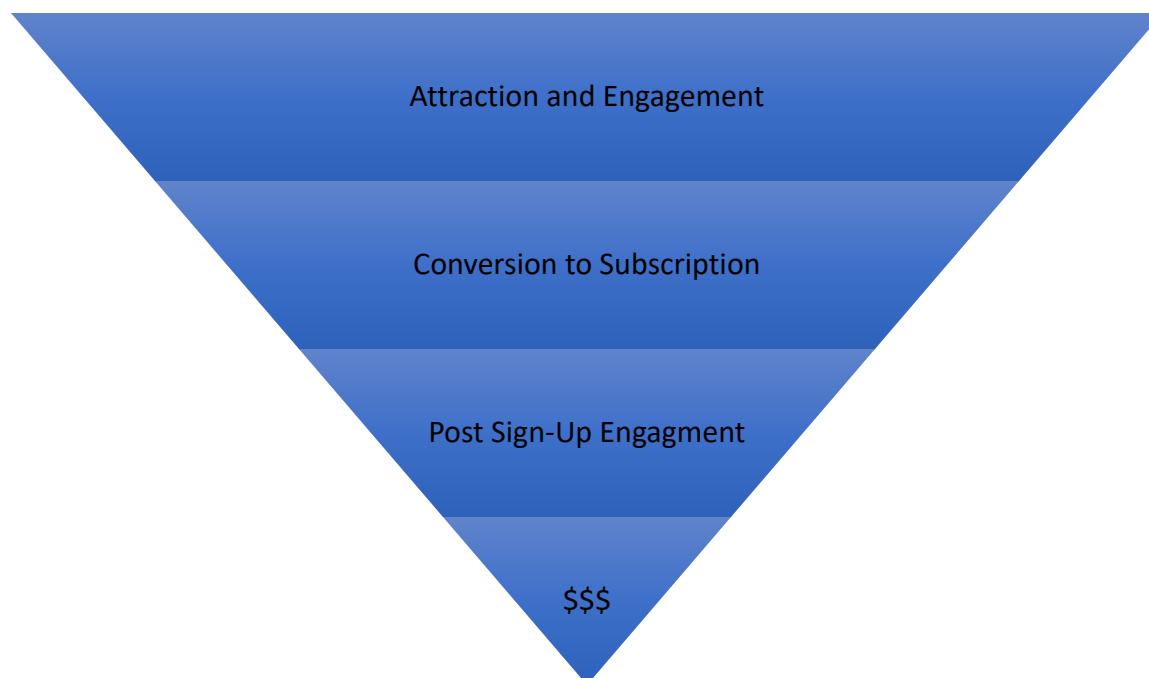 Attraction and Engagement
Conversion to Subscription
Post Sign-Up Engagment
$$$